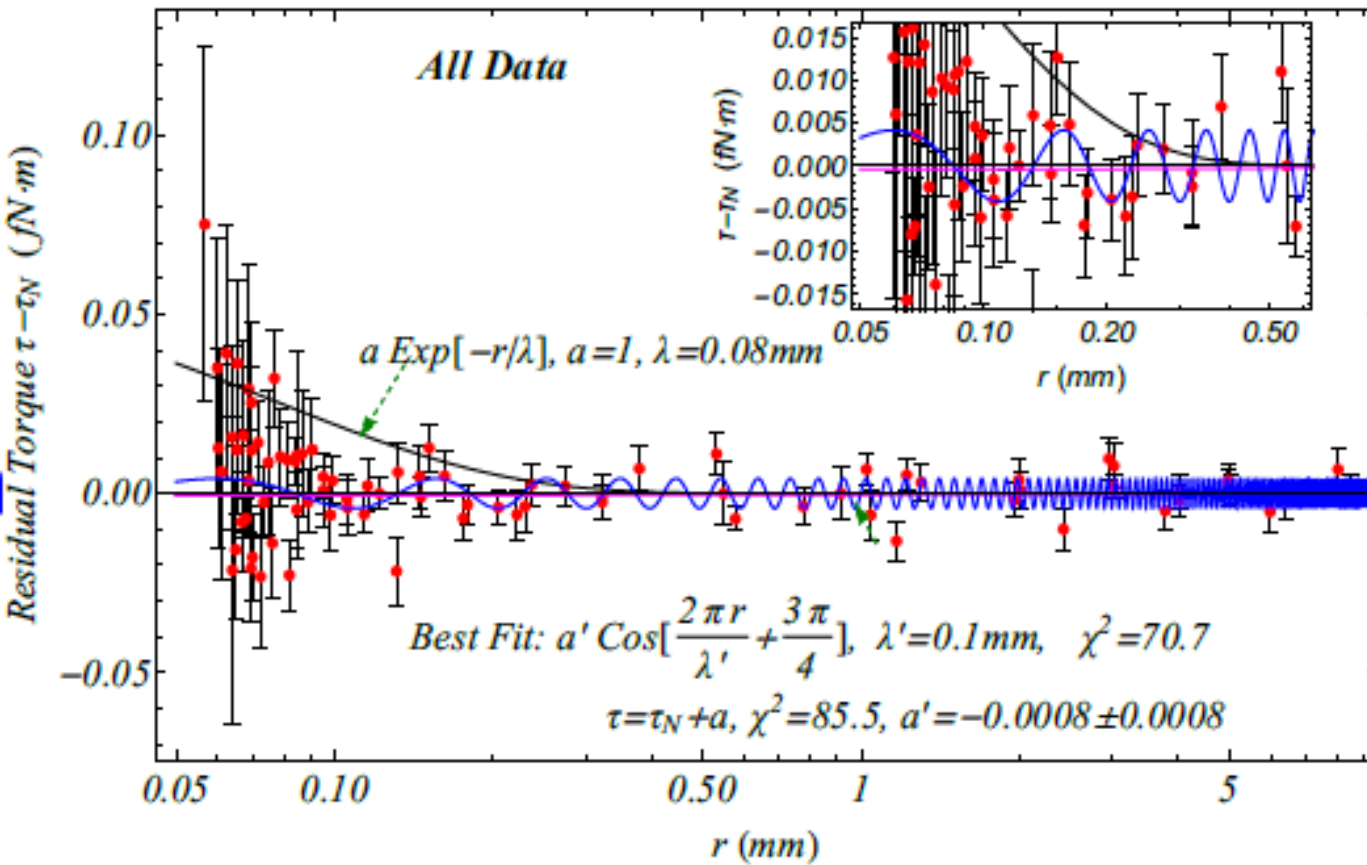 All Data
Residual Torque τ−τ_N (fN·m)
0.10
0.05
0.00
−0.05
0.05 0.10 0.50 1 5
r (mm)
a Exp[−r/λ], a=1, λ=0.08mm
Best Fit: a′ Cos[2πr/λ′ + 3π/4], λ′=0.1mm, χ²=70.7
τ=τ_N+a, χ²=85.5, a′=−0.0008±0.0008
τ−τ_N (fN·m)
0.015
0.010
0.005
0.000
−0.005
−0.010
−0.015
0.05 0.10 0.20 0.50
r (mm)